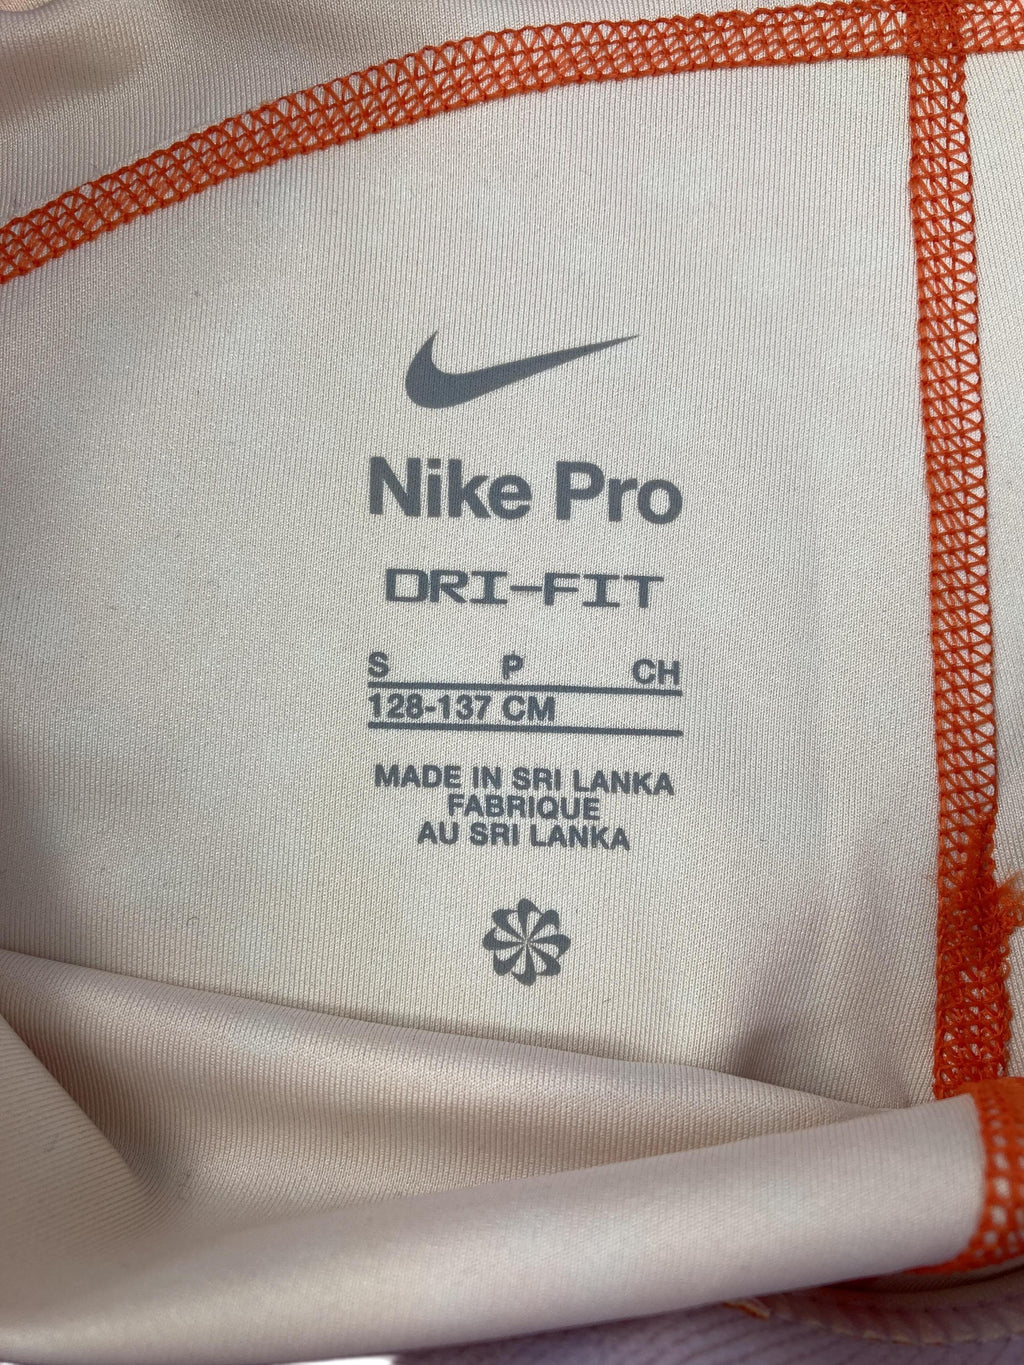 Nike Pro
DRI-FIT
S P CH
128-137 CM
MADE IN SRI LANKA
FABRIQUE
AU SRI LANKA